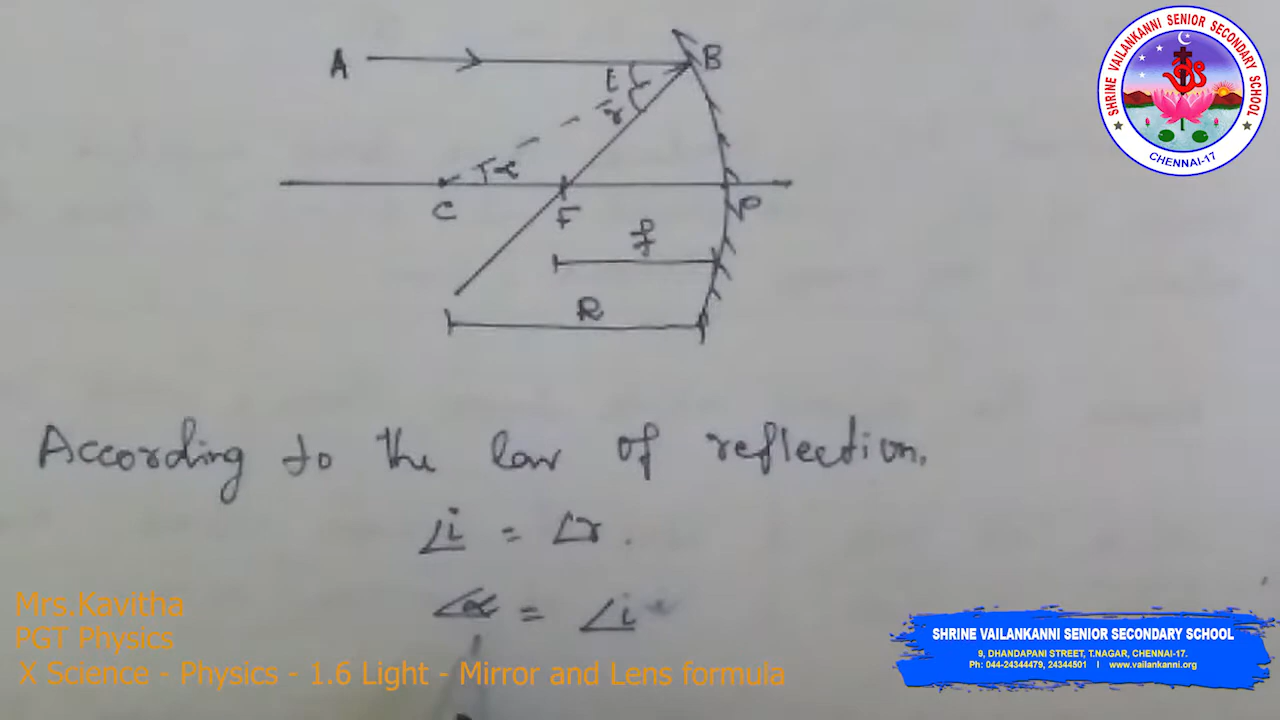 A
B
i
r
α
C
F
P
f
R
According to the law of reflection.
∠i = ∠r.
∠α = ∠i
Mrs.Kavitha
PGT Physics
X Science - Physics - 1.6 Light - Mirror and Lens formula
SHRINE VAILANKANNI SENIOR SECONDARY SCHOOL
CHENNAI-17
SHRINE VAILANKANNI SENIOR SECONDARY SCHOOL
9, DHANDAPANI STREET, T.NAGAR, CHENNAI-17.
Ph: 044-24344479, 24344501 I www.vailankanni.org